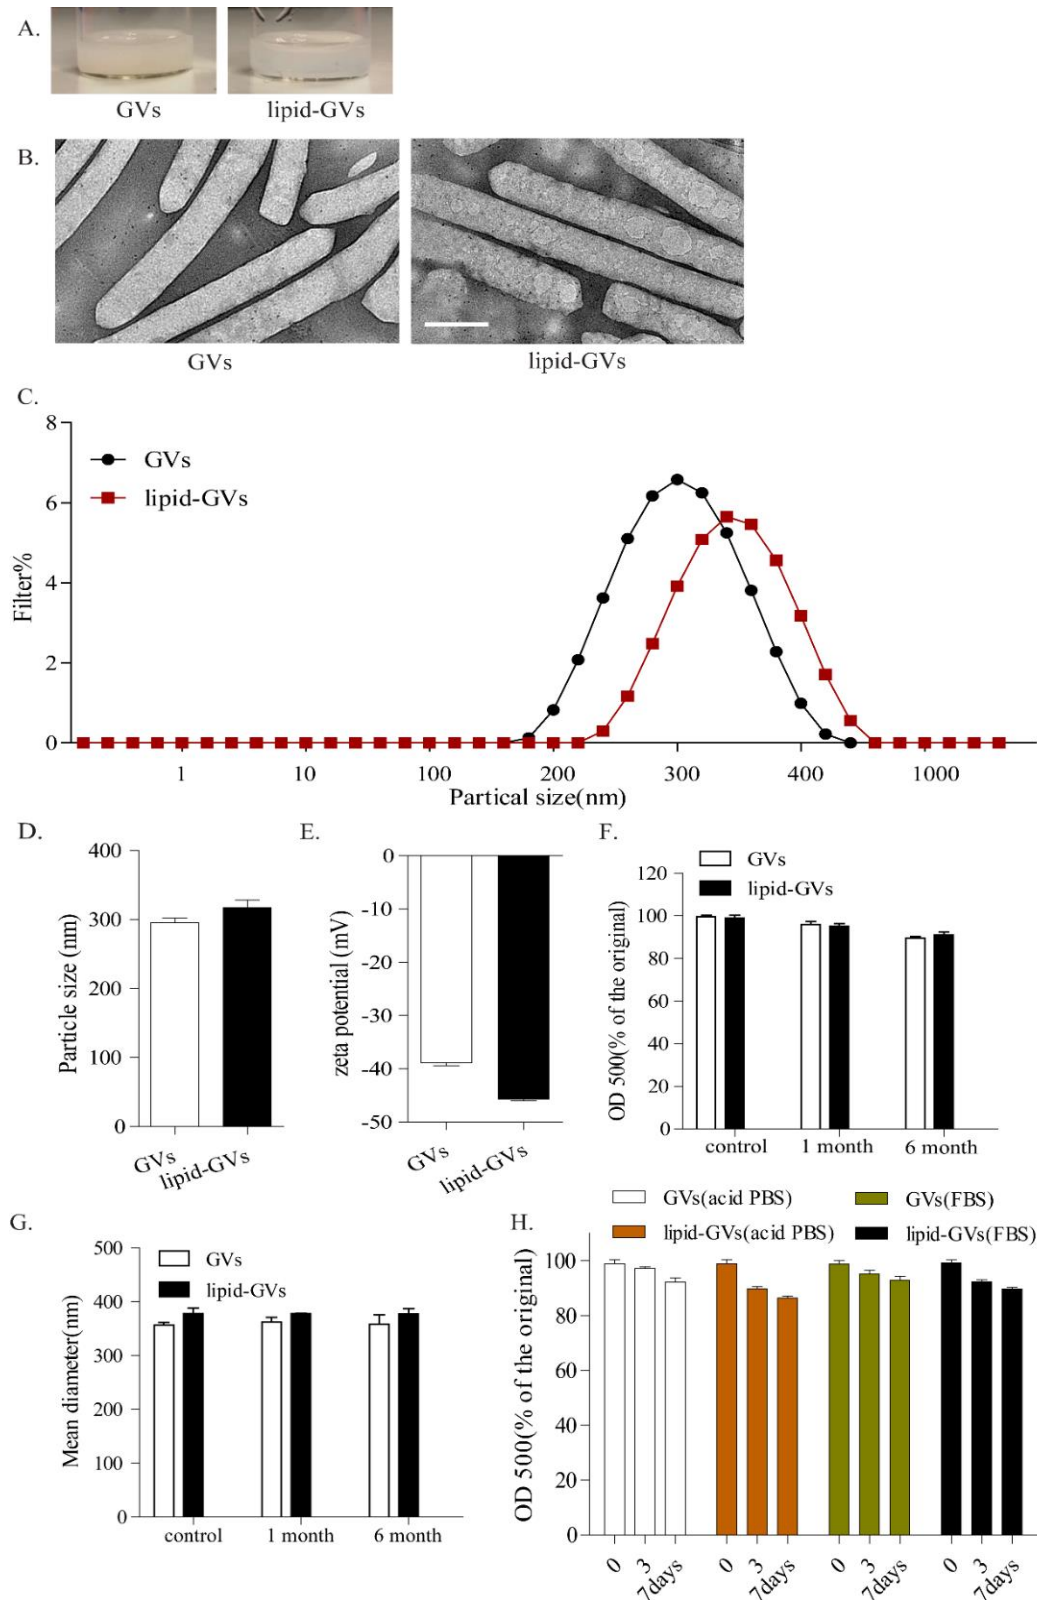 A.
GVs lipid-GVs
B.
GVs lipid-GVs
C.
8
6
4
2
0
Filter%
GVs
lipid-GVs
1 10 100 200 300 400 1000
Partical size(nm)
D.
400
300
200
100
0
Particle size (nm)
GVs
lipid-GVs
E.
0
-10
-20
-30
-40
-50
zeta potential (mV)
GVs
lipid-GVs
F.
GVs
lipid-GVs
120
100
80
60
40
20
0
OD 500(% of the original)
control 1 month 6 month
G.
500
400
300
200
100
0
Mean diameter(nm)
GVs
lipid-GVs
control 1 month 6 month
H.
GVs(acid PBS) GVs(FBS)
lipid-GVs(acid PBS) lipid-GVs(FBS)
100
80
60
40
20
0
OD 500(% of the original)
0 3 7days 0 3 7days 0 3 7days 0 3 7days